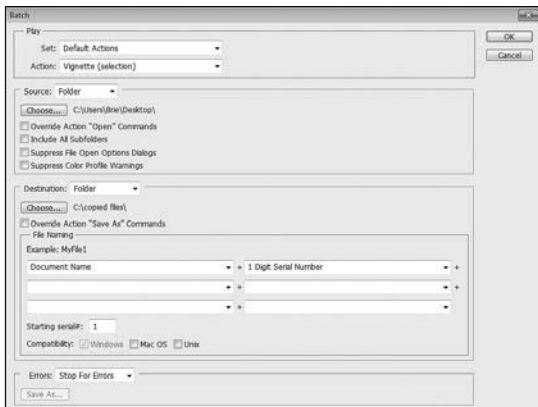 Batch
Play
OK
Set: Default Actions
Cancel
Action: Vignette (selection)
Source: Folder
Choose... C:\Users\Brie\Desktop\
Override Action "Open" Commands
Include All Subfolders
Suppress File Open Options Dialogs
Suppress Color Profile Warnings
Destination: Folder
Choose... C:\copied files\
Override Action "Save As" Commands
File Naming
Example: MyFile1
Document Name + 1 Digit Serial Number +
+ +
+
Starting serial#: 1
Compatibility: Windows Mac OS Unix
Errors: Stop For Errors
Save As...